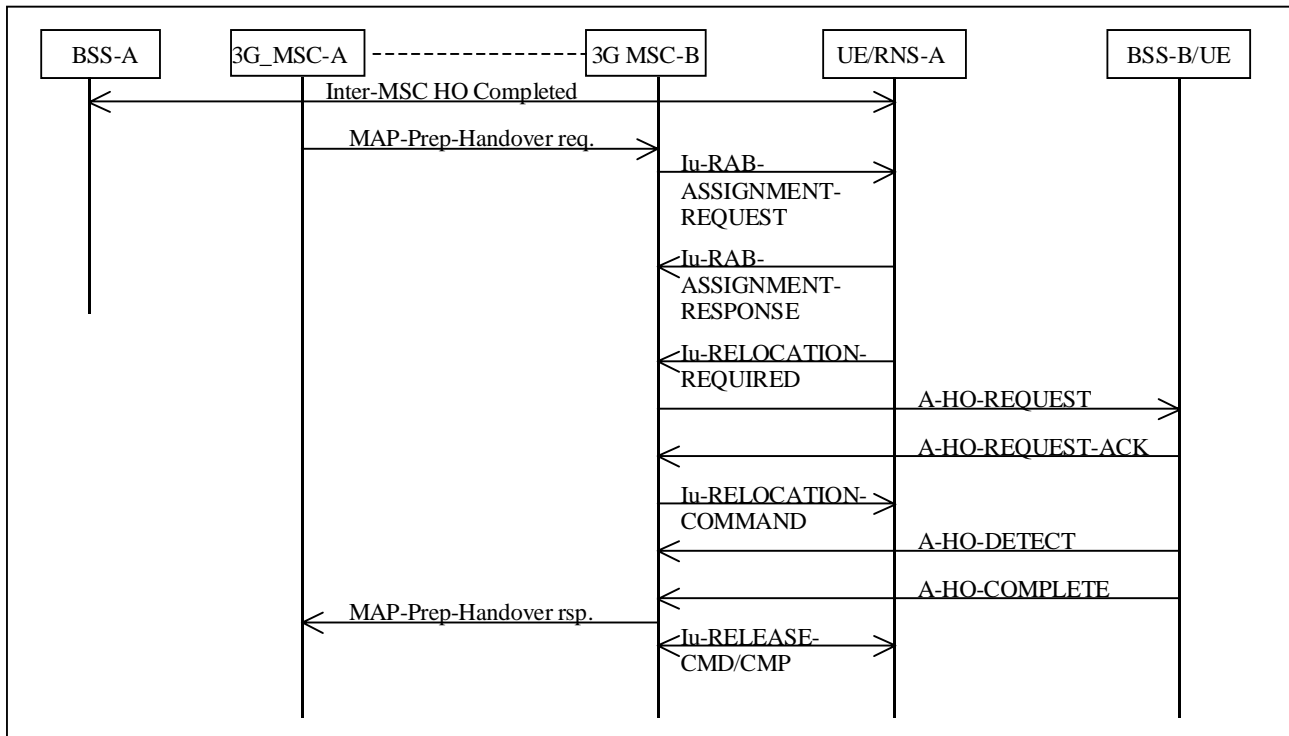 BSS-A
3G_MSC-A
3G MSC-B
UE/RNS-A
BSS-B/UE
Inter-MSC HO Completed
MAP-Prep-Handover req.
Iu-RAB-
ASSIGNMENT-
REQUEST
Iu-RAB-
ASSIGNMENT-
RESPONSE
Iu-RELOCATION-
REQUIRED
A-HO-REQUEST
A-HO-REQUEST-ACK
Iu-RELOCATION-
COMMAND
A-HO-DETECT
A-HO-COMPLETE
MAP-Prep-Handover rsp.
Iu-RELEASE-
CMD/CMP